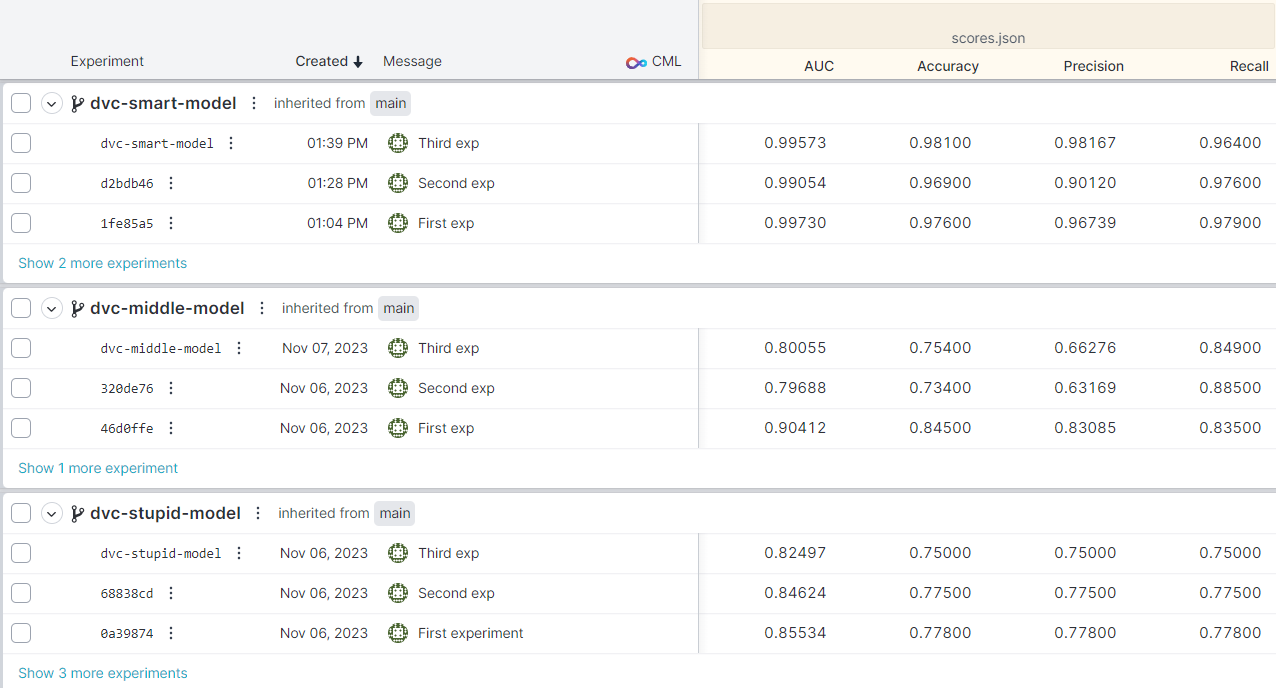 scores.json
Experiment Created Message CML AUC Accuracy Precision Recall
dvc-smart-model inherited from main
dvc-smart-model 01:39 PM Third exp 0.99573 0.98100 0.98167 0.96400
d2bdb46 01:28 PM Second exp 0.99054 0.96900 0.90120 0.97600
1fe85a5 01:04 PM First exp 0.99730 0.97600 0.96739 0.97900
Show 2 more experiments
dvc-middle-model inherited from main
dvc-middle-model Nov 07, 2023 Third exp 0.80055 0.75400 0.66276 0.84900
320de76 Nov 06, 2023 Second exp 0.79688 0.73400 0.63169 0.88500
46d0ffe Nov 06, 2023 First exp 0.90412 0.84500 0.83085 0.83500
Show 1 more experiment
dvc-stupid-model inherited from main
dvc-stupid-model Nov 06, 2023 Third exp 0.82497 0.75000 0.75000 0.75000
68838cd Nov 06, 2023 Second exp 0.84624 0.77500 0.77500 0.77500
0a39874 Nov 06, 2023 First experiment 0.85534 0.77800 0.77800 0.77800
Show 3 more experiments